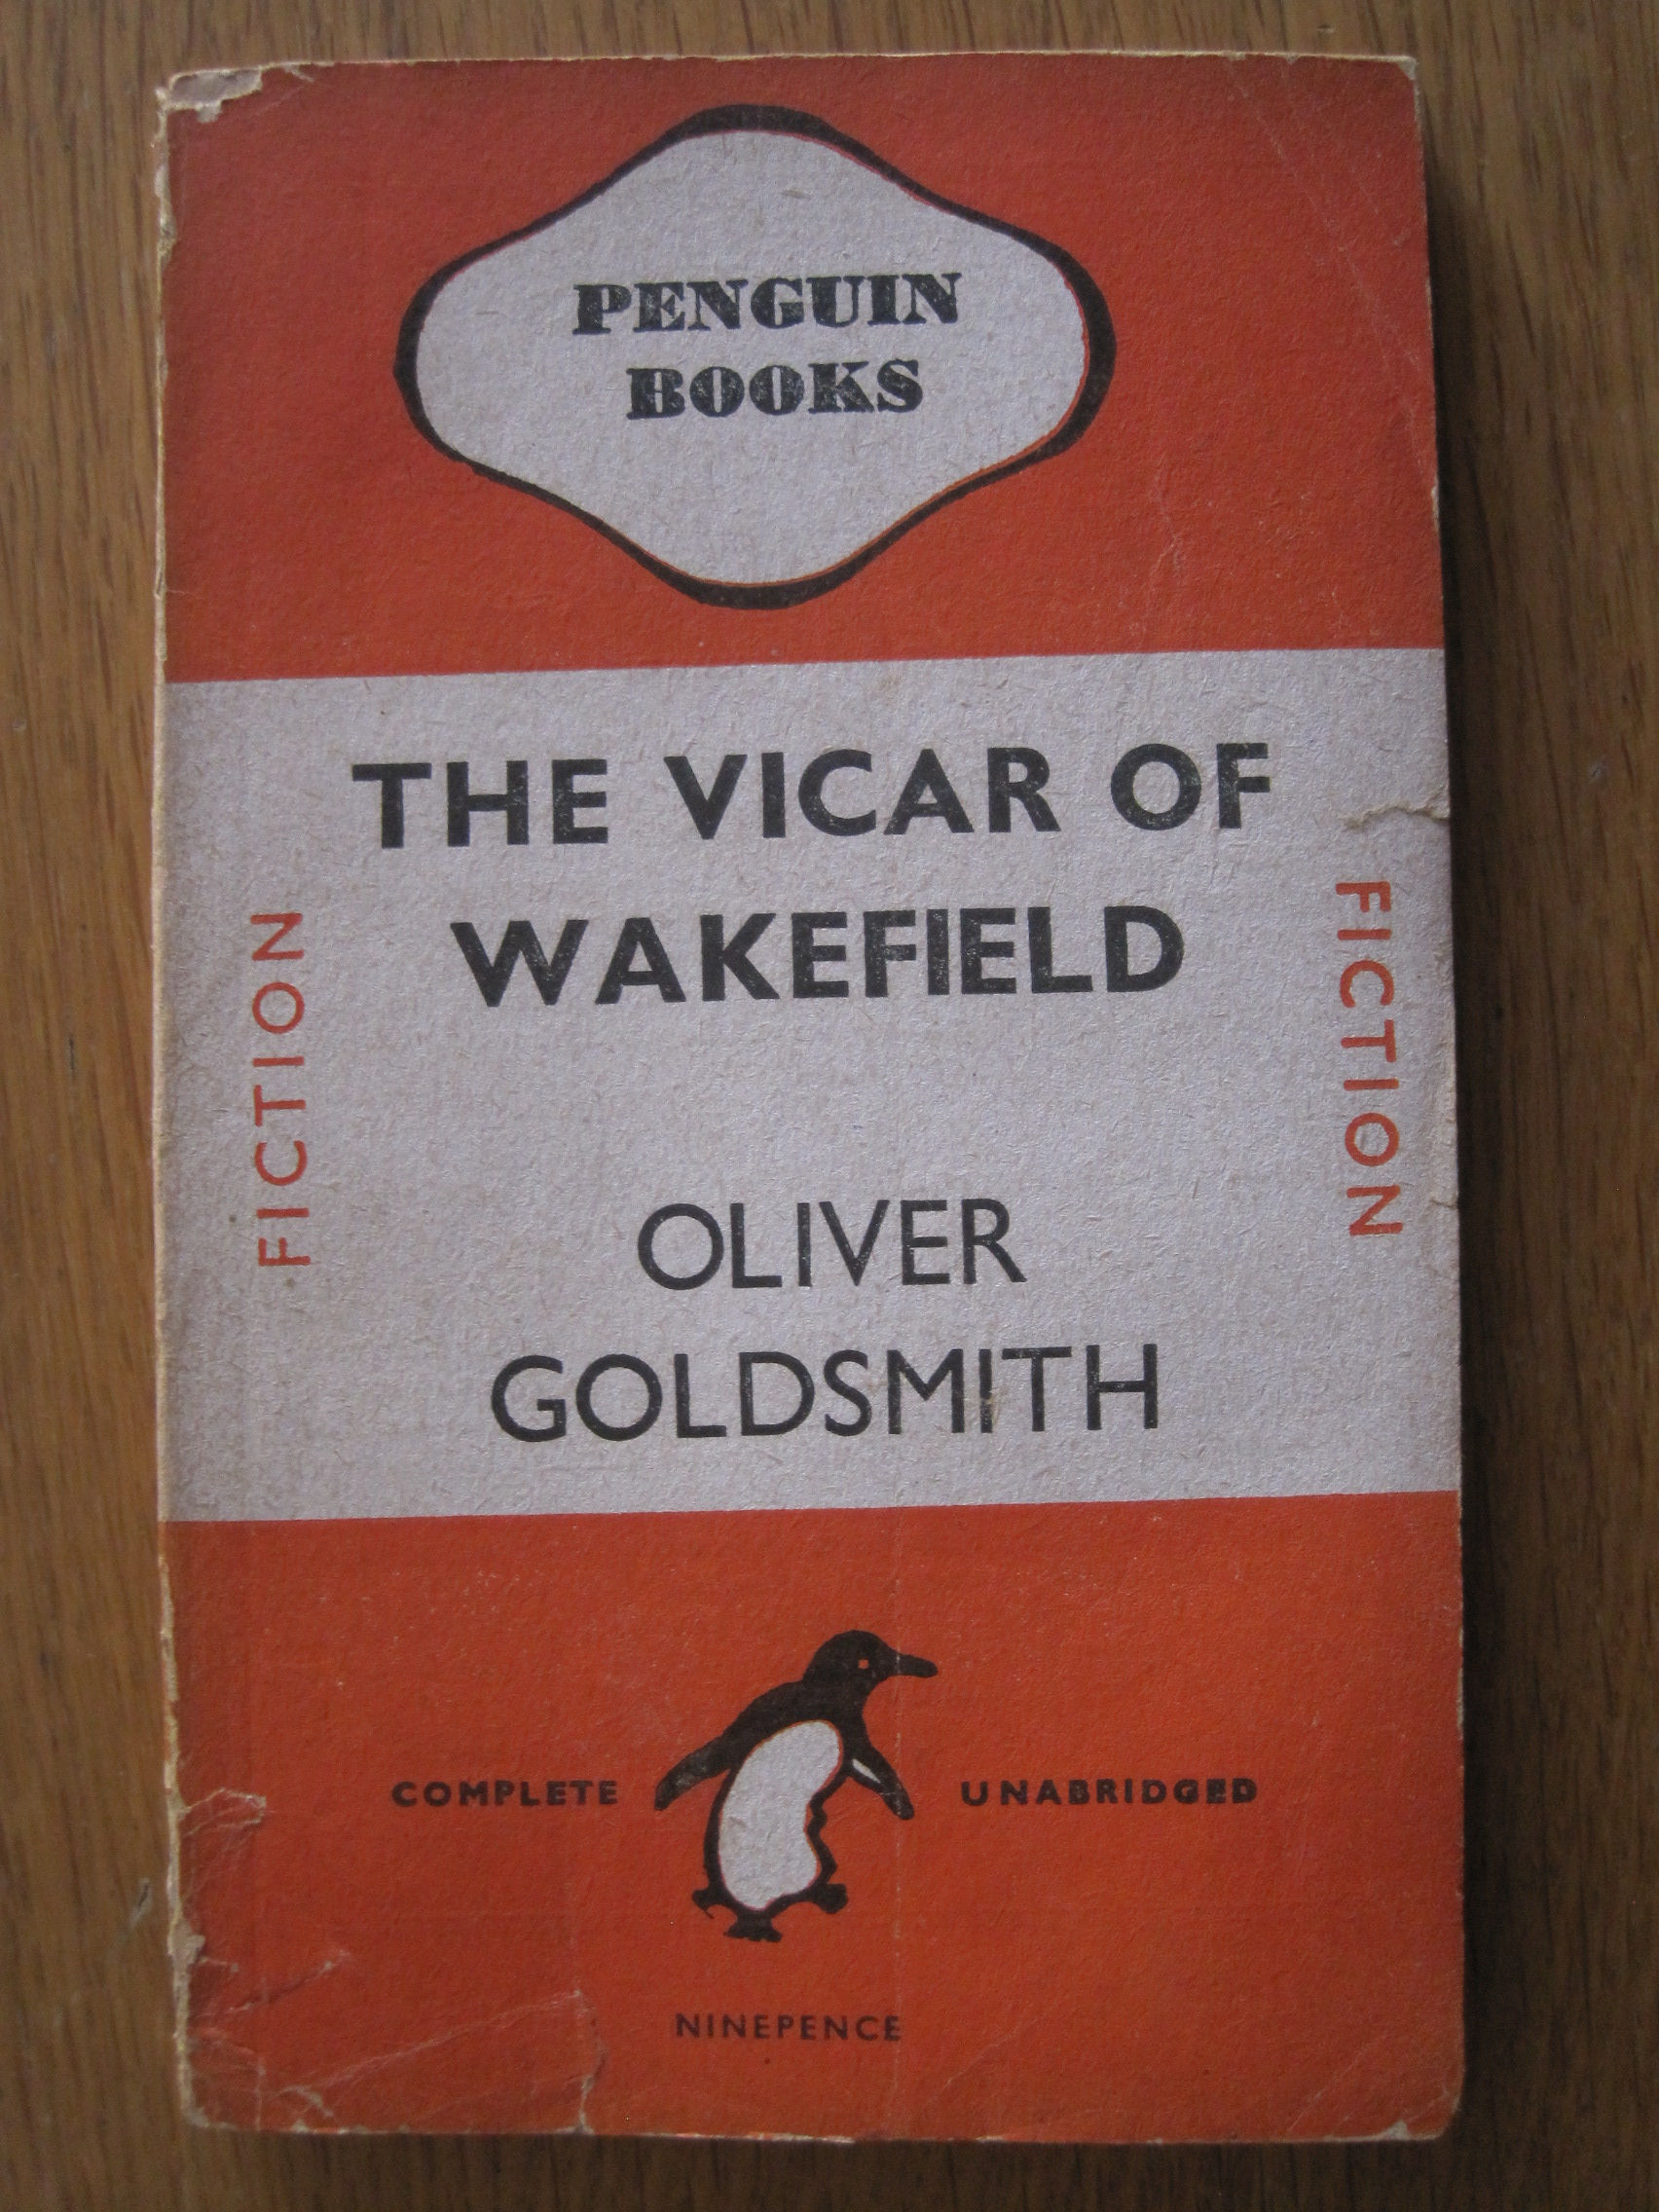 PENGUIN
BOOKS
THE VICAR OF
WAKEFIELD
FICTION
FICTION
OLIVER
GOLDSMITH
COMPLETE UNABRIDGED
NINEPENCE